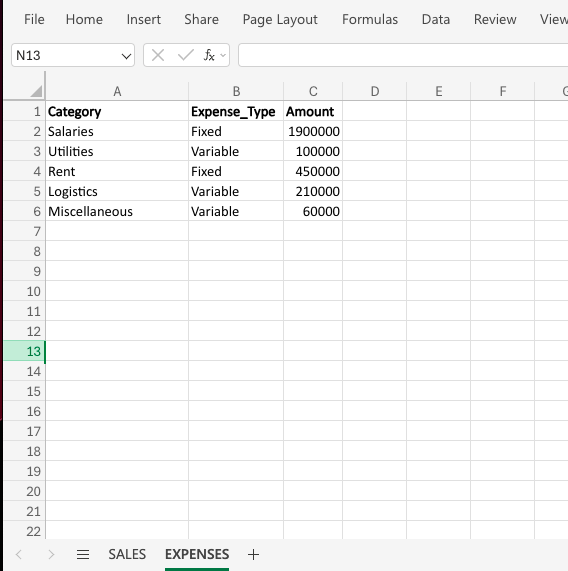 File Home Insert Share Page Layout Formulas Data Review View
N13 fx
A B C D E F
1 Category Expense_Type Amount
2 Salaries Fixed 1900000
3 Utilities Variable 100000
4 Rent Fixed 450000
5 Logistics Variable 210000
6 Miscellaneous Variable 60000
7
8
9
10
11
12
13
14
15
16
17
18
19
20
21
22
SALES EXPENSES